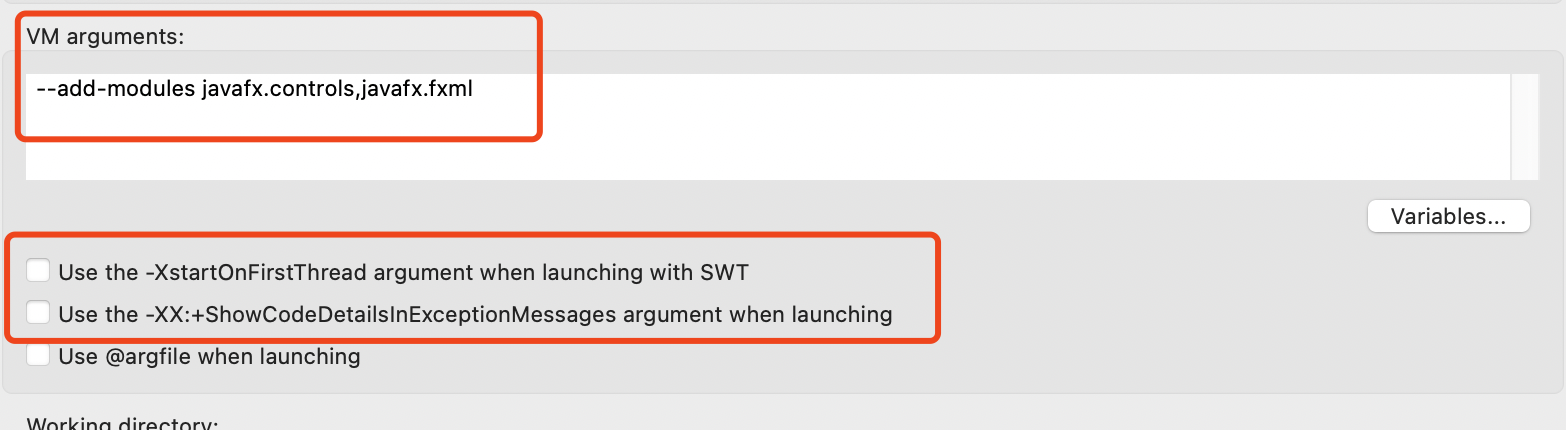 VM arguments:
--add-modules javafx.controls,javafx.fxml
Variables...
Use the -XstartOnFirstThread argument when launching with SWT
Use the -XX:+ShowCodeDetailsInExceptionMessages argument when launching
Use @argfile when launching
Working directory: